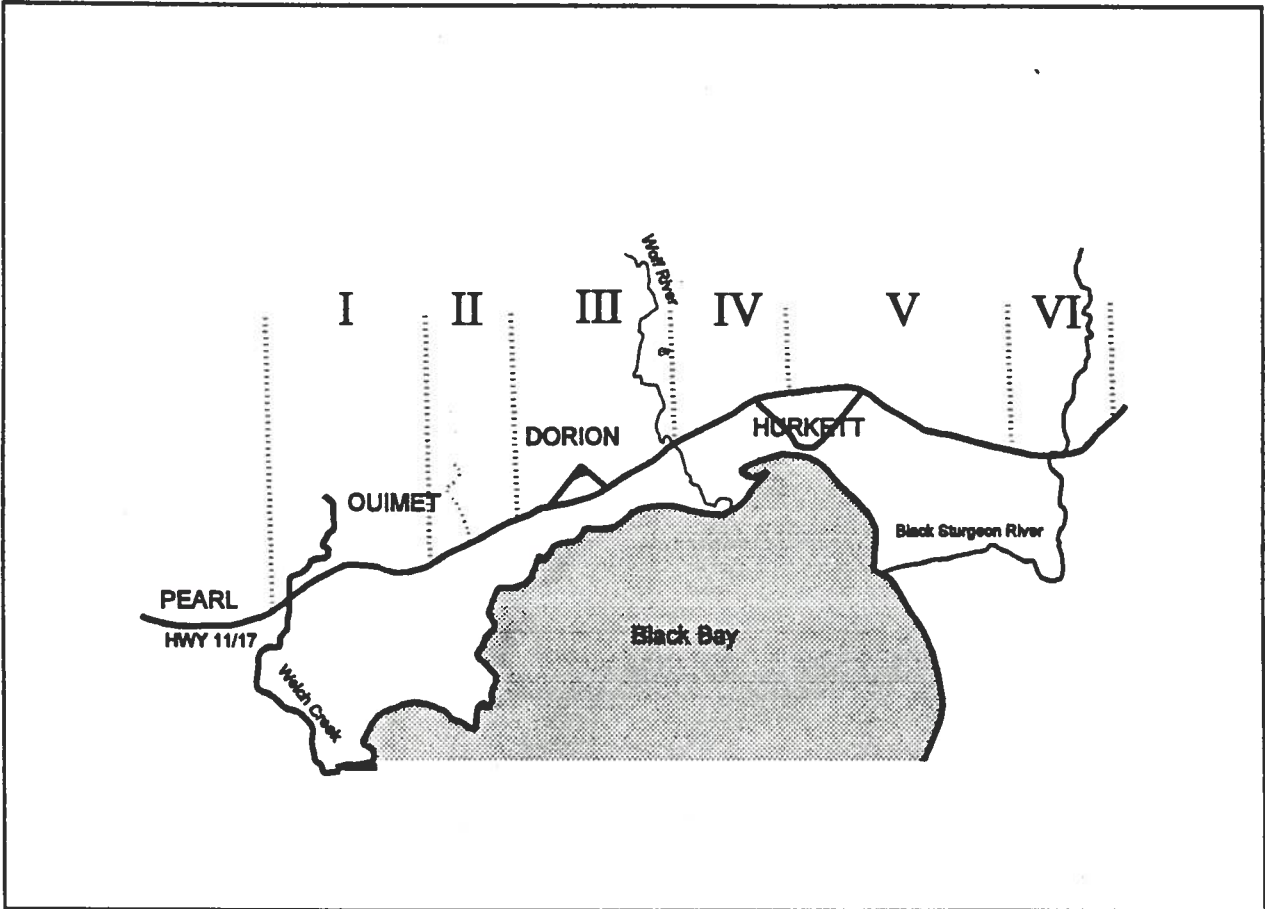 Wolf River
I
II
III
IV
V
VI
DORION
HURKETT
OUIMET
Black Sturgeon River
PEARL
HWY 11/17
Black Bay
Welch Creek